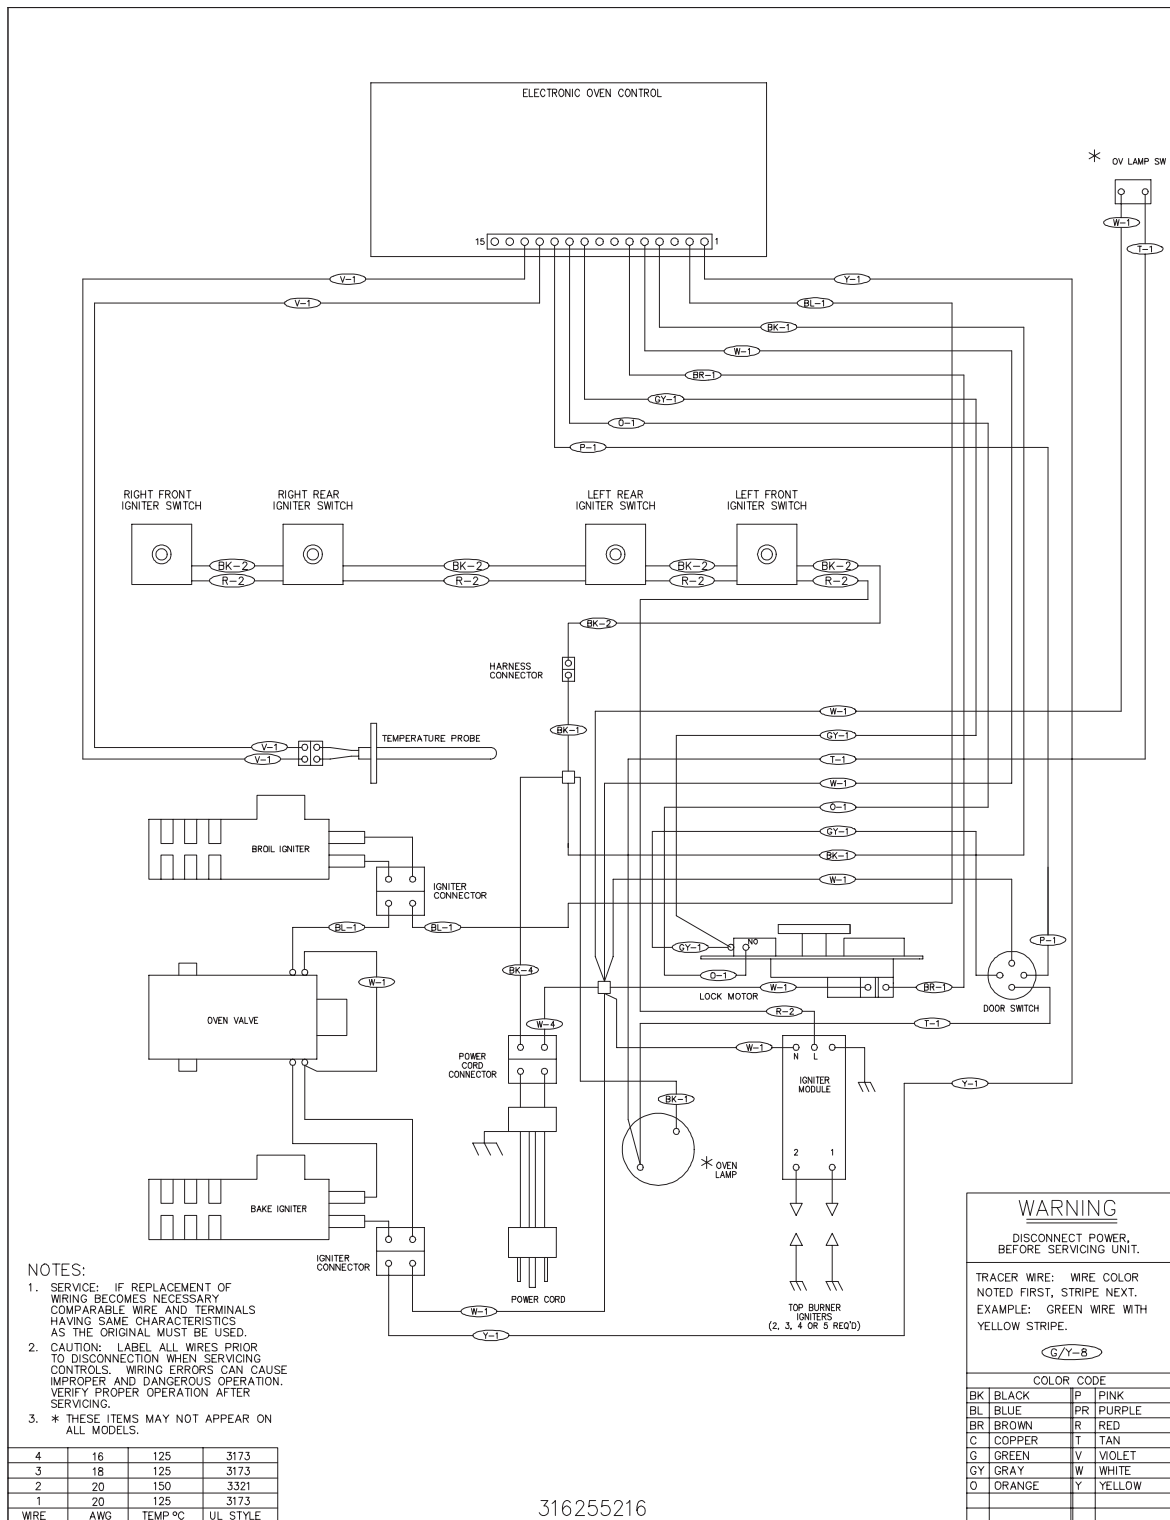 ELECTRONIC OVEN CONTROL
* OV LAMP SW
W-1
T-1
15
1
V-1
Y-1
V-1
BL-1
BK-1
W-1
BR-1
GY-1
O-1
P-1
RIGHT FRONT
IGNITER SWITCH
RIGHT REAR
IGNITER SWITCH
LEFT REAR
IGNITER SWITCH
LEFT FRONT
IGNITER SWITCH
BK-2
BK-2
BK-2
BK-2
R-2
R-2
R-2
R-2
BK-2
HARNESS
CONNECTOR
BK-1
W-1
GY-1
T-1
W-1
O-1
GY-1
BK-1
W-1
V-1
V-1
TEMPERATURE PROBE
BROIL IGNITER
IGNITER
CONNECTOR
BL-1
BL-1
W-1
OVEN VALVE
BK-4
W-4
POWER
CORD
CONNECTOR
NO
GY-1
O-1
LOCK MOTOR
W-1
BR-1
P-1
DOOR SWITCH
R-2
T-1
W-1
N
L
IGNITER
MODULE
Y-1
BK-1
2
1
* OVEN
LAMP
BAKE IGNITER
IGNITER
CONNECTOR
POWER CORD
W-1
Y-1
TOP BURNER
IGNITERS
(2, 3, 4 OR 5 REQ'D)
NOTES:
1. SERVICE: IF REPLACEMENT OF
WIRING BECOMES NECESSARY
COMPARABLE WIRE AND TERMINALS
HAVING SAME CHARACTERISTICS
AS THE ORIGINAL MUST BE USED.
2. CAUTION: LABEL ALL WIRES PRIOR
TO DISCONNECTION WHEN SERVICING
CONTROLS. WIRING ERRORS CAN CAUSE
IMPROPER AND DANGEROUS OPERATION.
VERIFY PROPER OPERATION AFTER
SERVICING.
3. * THESE ITEMS MAY NOT APPEAR ON
ALL MODELS.
4 16 125 3173
3 18 125 3173
2 20 150 3321
1 20 125 3173
WIRE AWG TEMP ºC UL STYLE
316255216
WARNING
DISCONNECT POWER,
BEFORE SERVICING UNIT.
TRACER WIRE: WIRE COLOR
NOTED FIRST, STRIPE NEXT.
EXAMPLE: GREEN WIRE WITH
YELLOW STRIPE.
G/Y-8
COLOR CODE
BK BLACK P PINK
BL BLUE PR PURPLE
BR BROWN R RED
C COPPER T TAN
G GREEN V VIOLET
GY GRAY W WHITE
O ORANGE Y YELLOW